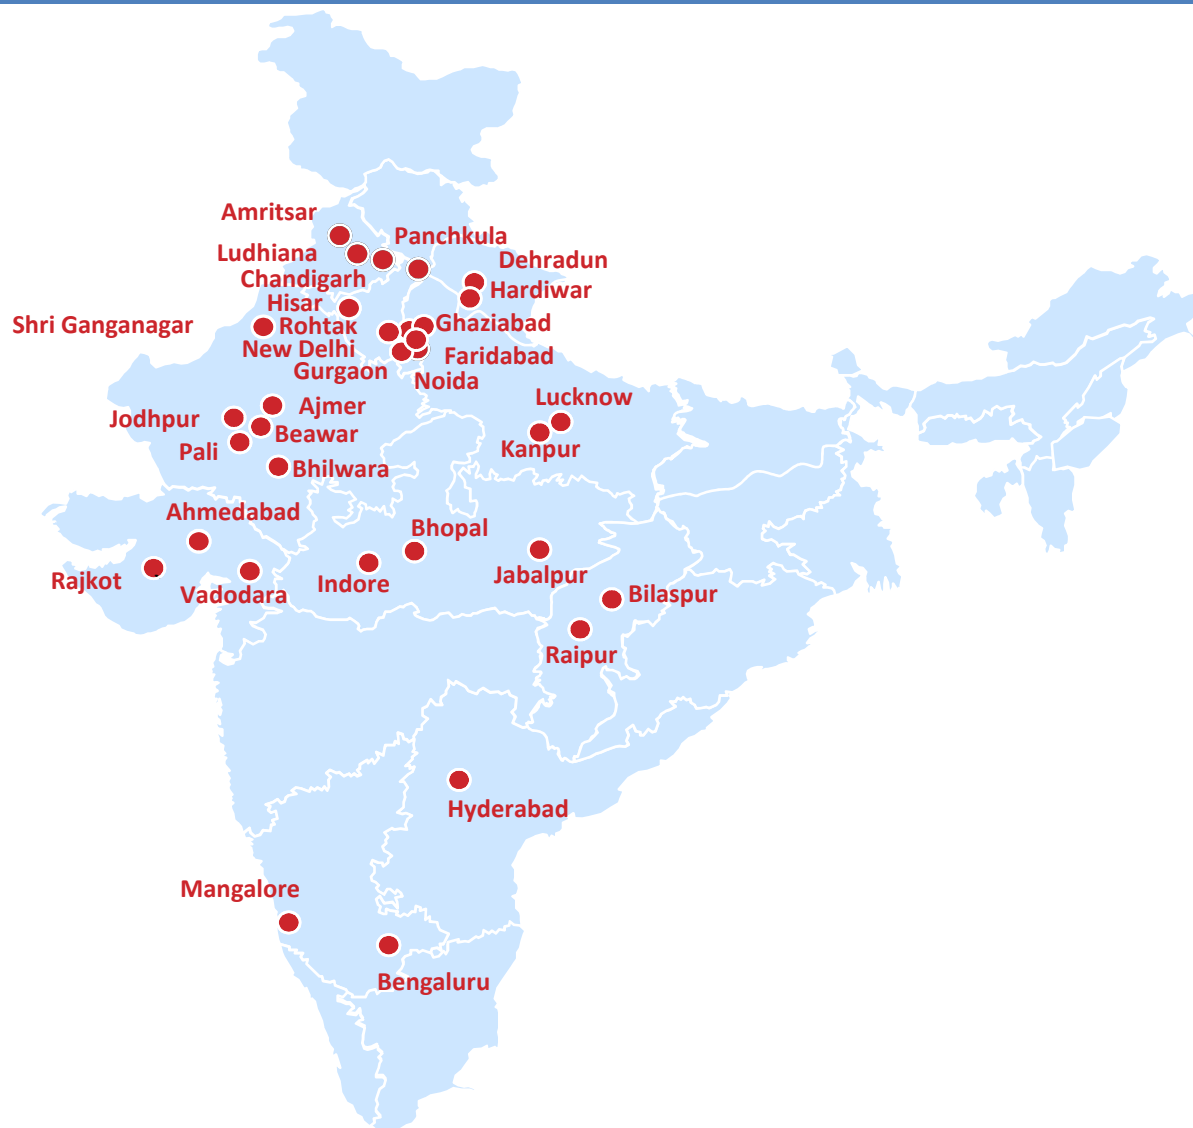 Amritsar
Panchkula
Ludhiana
Dehradun
Chandigarh
Hardiwar
Hisar
Shri Ganganagar
Rohtak
Ghaziabad
New Delhi
Faridabad
Gurgaon
Noida
Lucknow
Ajmer
Jodhpur
Beawar
Kanpur
Pali
Bhilwara
Ahmedabad
Bhopal
Jabalpur
Rajkot
Indore
Vadodara
Bilaspur
Raipur
Hyderabad
Mangalore
Bengaluru